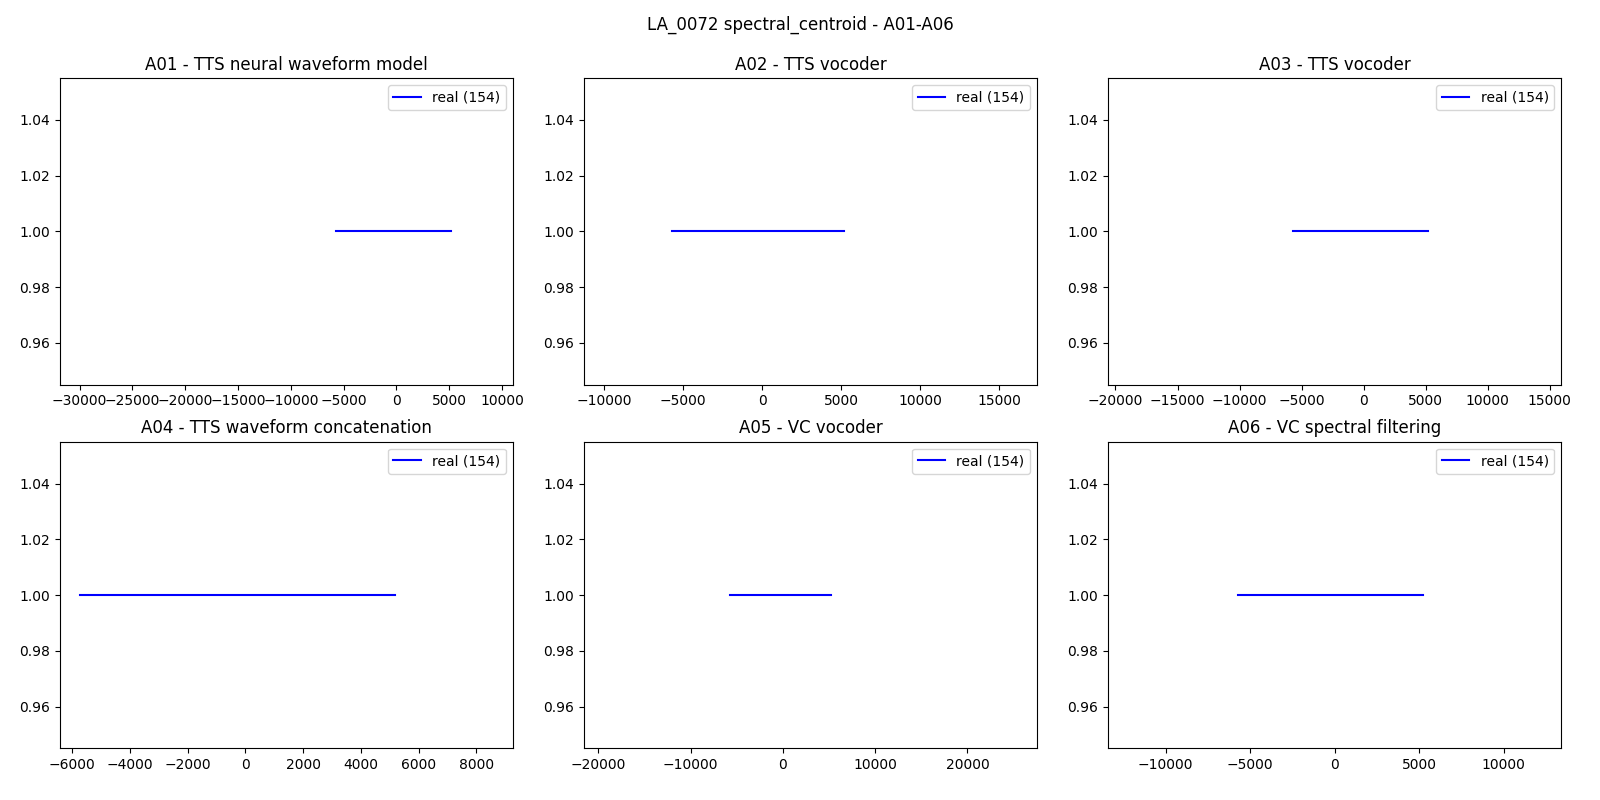 LA_0072 spectral_centroid - A01-A06
A01 - TTS neural waveform model
A02 - TTS vocoder
A03 - TTS vocoder
real (154)
real (154)
real (154)
1.04
1.02
1.00
0.98
0.96
1.04
1.02
1.00
0.98
0.96
1.04
1.02
1.00
0.98
0.96
−30000−25000−20000−15000−10000 −5000 0 5000 10000
−10000 −5000 0 5000 10000 15000
−20000 −15000 −10000 −5000 0 5000 10000 15000
A04 - TTS waveform concatenation
A05 - VC vocoder
A06 - VC spectral filtering
real (154)
real (154)
real (154)
1.04
1.02
1.00
0.98
0.96
1.04
1.02
1.00
0.98
0.96
1.04
1.02
1.00
0.98
0.96
−6000 −4000 −2000 0 2000 4000 6000 8000
−20000 −10000 0 10000 20000
−10000 −5000 0 5000 10000